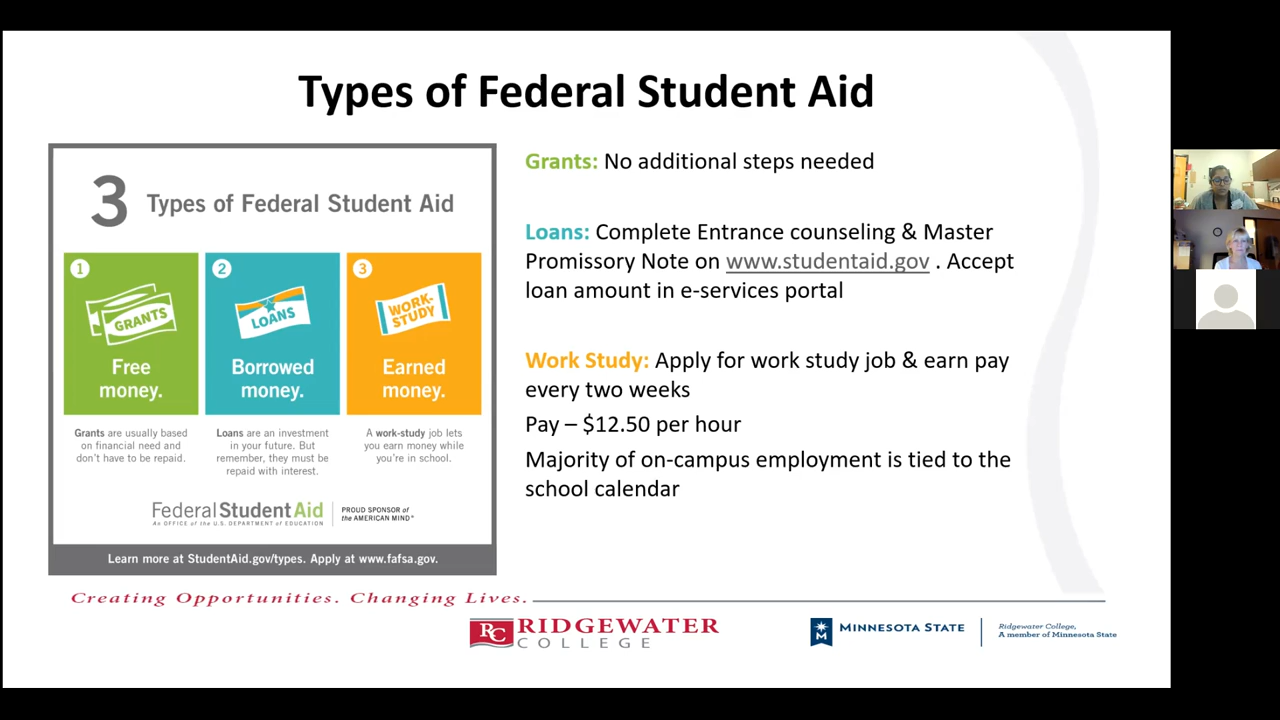 Types of Federal Student Aid
3 Types of Federal Student Aid
1
GRANTS
Free
money.
Grants are usually based
on financial need and
don't have to be repaid.
2
LOANS
Borrowed
money.
Loans are an investment
in your future. But
remember, they must be
repaid with interest.
3
WORK-
STUDY
Earned
money.
A work-study job lets
you earn money while
you're in school.
Federal Student Aid
An OFFICE of the U.S. DEPARTMENT of EDUCATION
PROUD SPONSOR of
the AMERICAN MIND™
Learn more at StudentAid.gov/types. Apply at www.fafsa.gov.
Grants: No additional steps needed
Loans: Complete Entrance counseling & Master
Promissory Note on www.studentaid.gov . Accept
loan amount in e-services portal
Work Study: Apply for work study job & earn pay
every two weeks
Pay – $12.50 per hour
Majority of on-campus employment is tied to the
school calendar
Creating Opportunities. Changing Lives.
RC RIDGEWATER
COLLEGE
M MINNESOTA STATE
Ridgewater College,
A member of Minnesota State